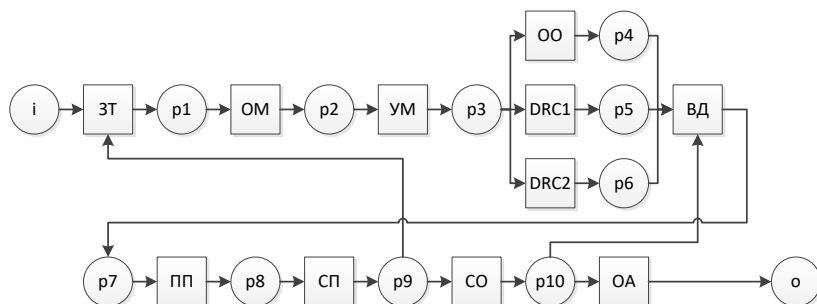 ОО
p4
i
ЗТ
p1
ОМ
p2
УМ
p3
DRC1
p5
ВД
DRC2
p6
p7
ПП
p8
СП
p9
СО
p10
ОА
o